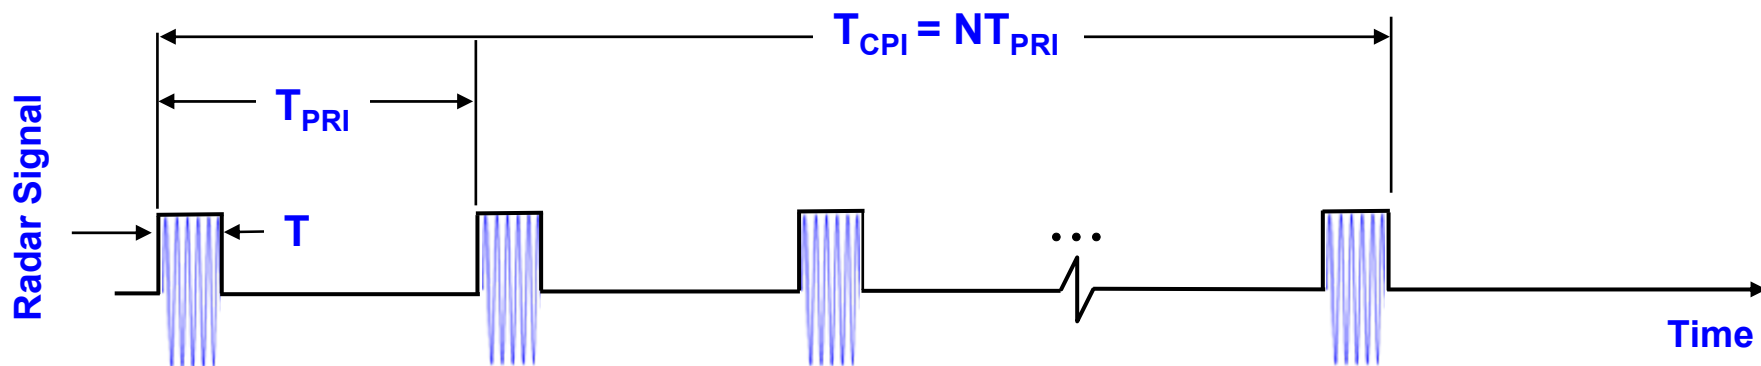 T_CPI = NT_PRI
T_PRI
Radar Signal
T
...
Time